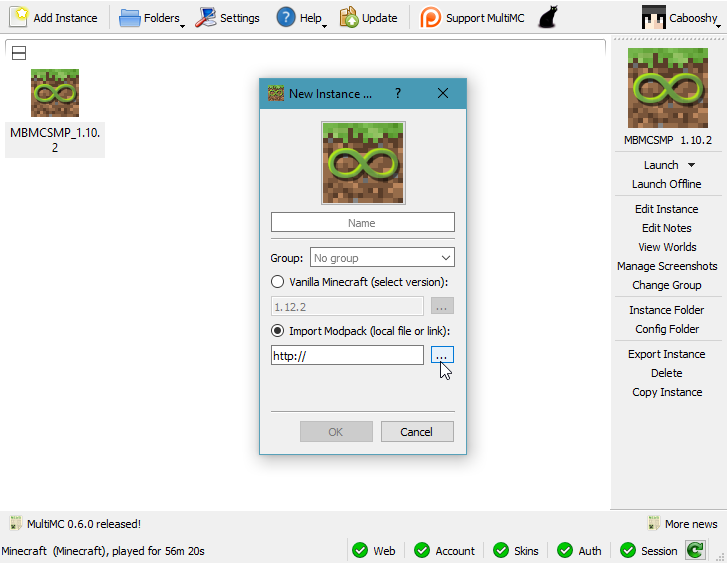 Add Instance
Folders
Settings
Help
Update
Support MultiMC
Cabooshy
MBMCSMP_1.10.
2
New Instance ...
?
Name
Group:
No group
Vanilla Minecraft (select version):
1.12.2
...
Import Modpack (local file or link):
http://
...
OK
Cancel
MBMCSMP 1.10.2
Launch
Launch Offline
Edit Instance
Edit Notes
View Worlds
Manage Screenshots
Change Group
Instance Folder
Config Folder
Export Instance
Delete
Copy Instance
MultiMC 0.6.0 released!
More news
Minecraft (Minecraft), played for 56m 20s
Web
Account
Skins
Auth
Session